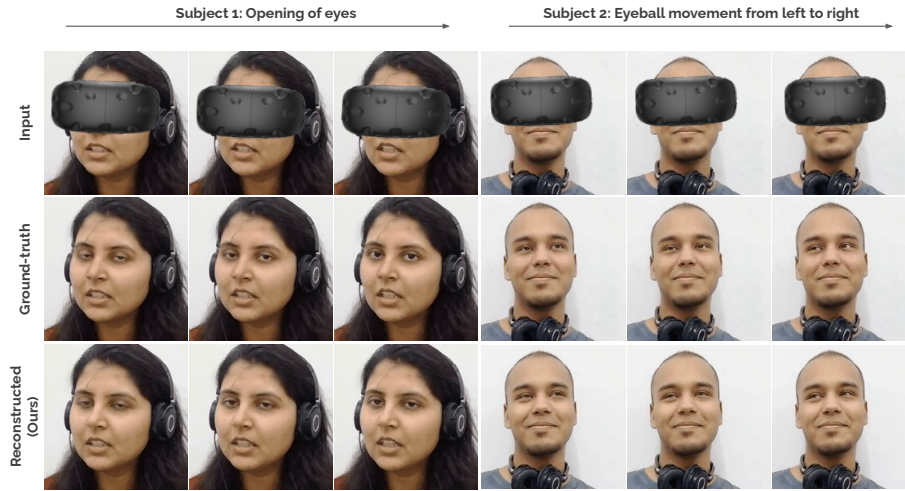 Subject 1: Opening of eyes
Subject 2: Eyeball movement from left to right
Input
Ground-truth
Reconstructed
(Ours)